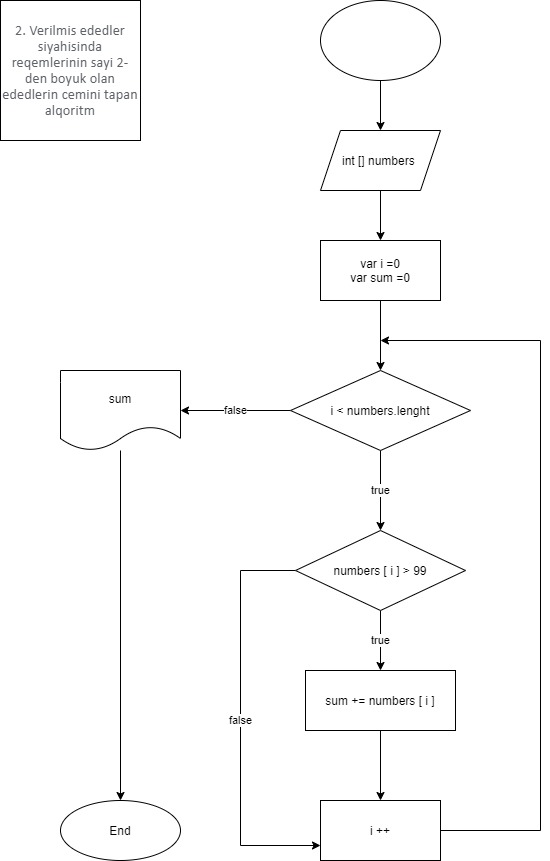 2. Verilmis ededler
siyahisinda
reqemlerinin sayi 2-
den boyuk olan
ededlerin cemini tapan
alqoritm
int [] numbers
var i =0
var sum =0
i < numbers.lenght
false
sum
true
numbers [ i ] > 99
true
sum += numbers [ i ]
false
i ++
End